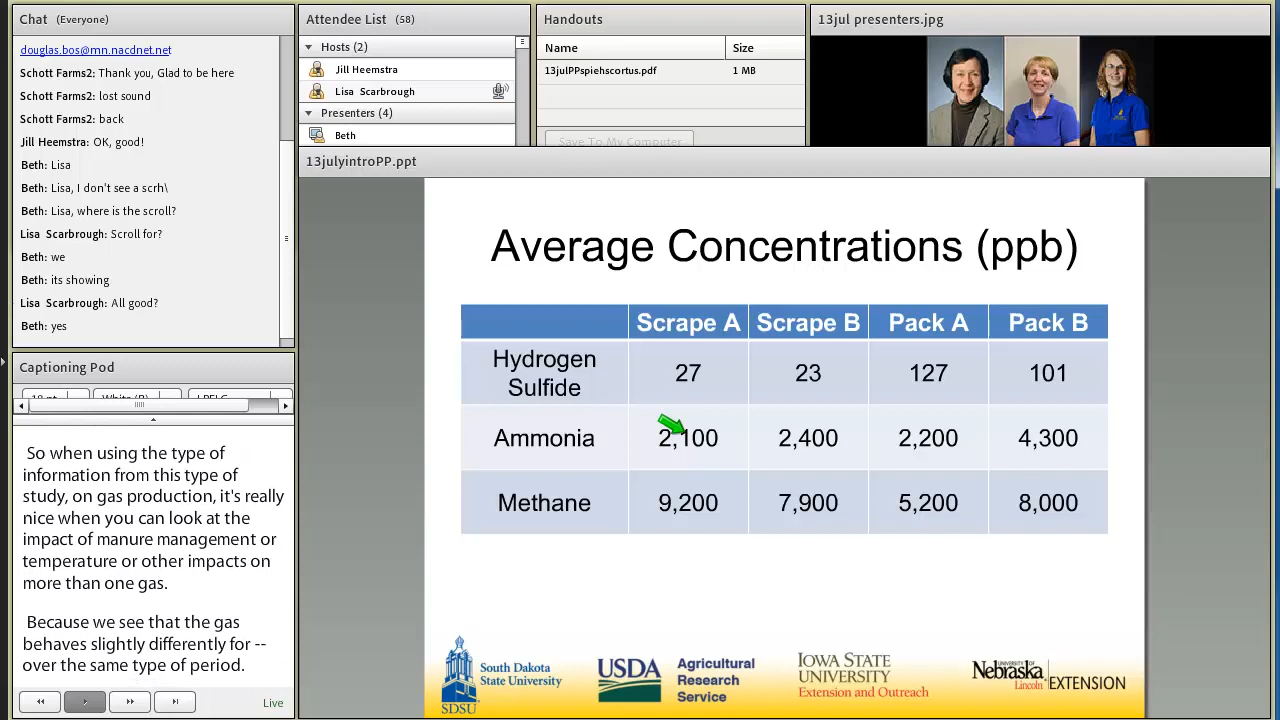 Chat (Everyone)
douglas.bos@mn.nacdnet.net
Schott Farms2: Thank you, Glad to be here
Schott Farms2: lost sound
Schott Farms2: back
Jill Heemstra: OK, good!
Beth: Lisa
Beth: Lisa, I don't see a scrh\
Beth: Lisa, where is the scroll?
Lisa Scarbrough: Scroll for?
Beth: we
Beth: its showing
Lisa Scarbrough: All good?
Beth: yes
Captioning Pod
So when using the type of
information from this type of
study, on gas production, it's really
nice when you can look at the
impact of manure management or
temperature or other impacts on
more than one gas.
Because we see that the gas
behaves slightly differently for --
over the same type of period.
Live
Attendee List (58)
Hosts (2)
Jill Heemstra
Lisa Scarbrough
Presenters (4)
Beth
Handouts
Name Size
13julPPspiehscortus.pdf 1 MB
Save To My Computer
13jul presenters.jpg
13julyintroPP.ppt
Average Concentrations (ppb)
Scrape A Scrape B Pack A Pack B
Hydrogen
Sulfide 27 23 127 101
Ammonia 2,100 2,400 2,200 4,300
Methane 9,200 7,900 5,200 8,000
SDSU
South Dakota
State University
USDA
Agricultural
Research
Service
IOWA STATE
UNIVERSITY
Extension and Outreach
UNIVERSITY OF
Nebraska
Lincoln
EXTENSION